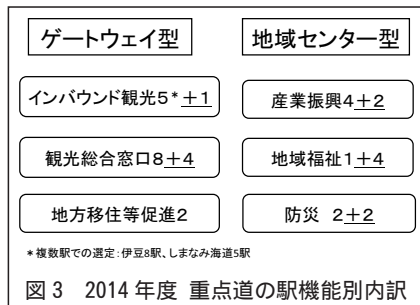 ゲートウェイ型 地域センター型
インバウンド観光5*+1 産業振興4+2
観光総合窓口8+4 地域福祉1+4
地方移住等促進2 防災 2+2
*複数駅での選定:伊豆8駅、しまなみ海道5駅
図3 2014年度 重点道の駅機能別内訳